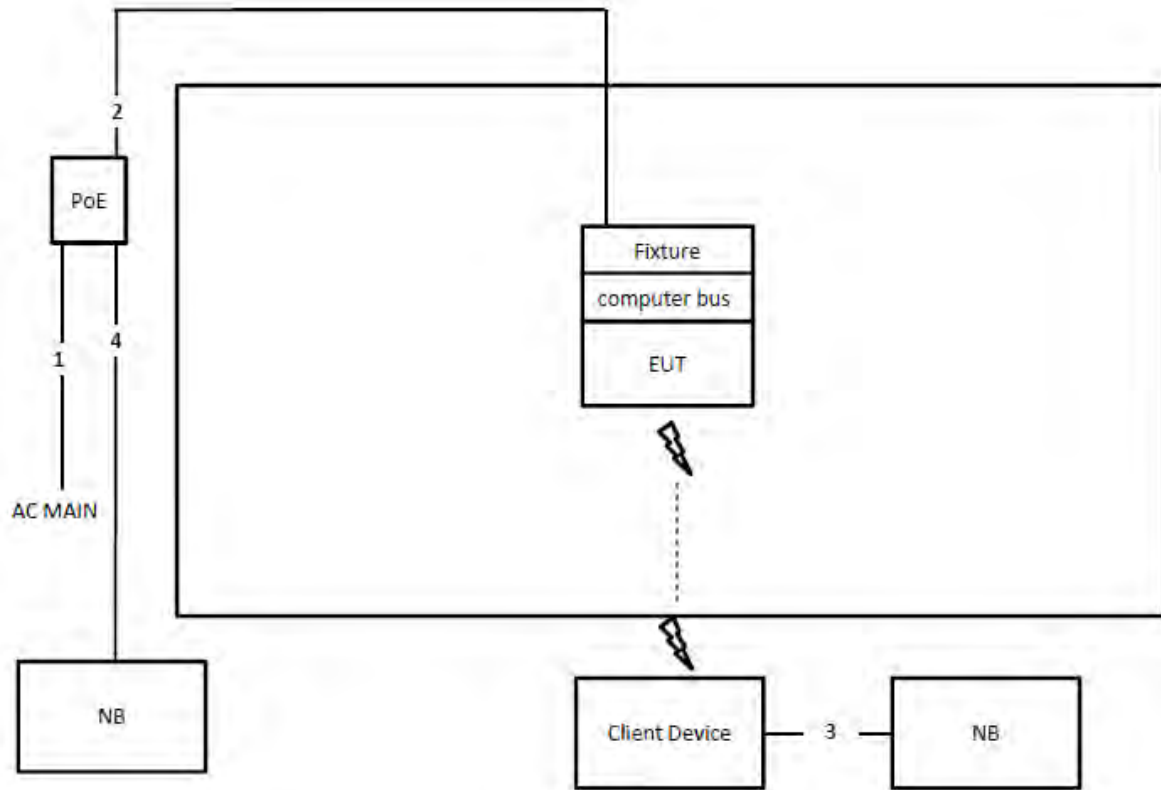 2
PoE
Fixture
computer bus
EUT
1
4
AC MAIN
NB
Client Device
3
NB